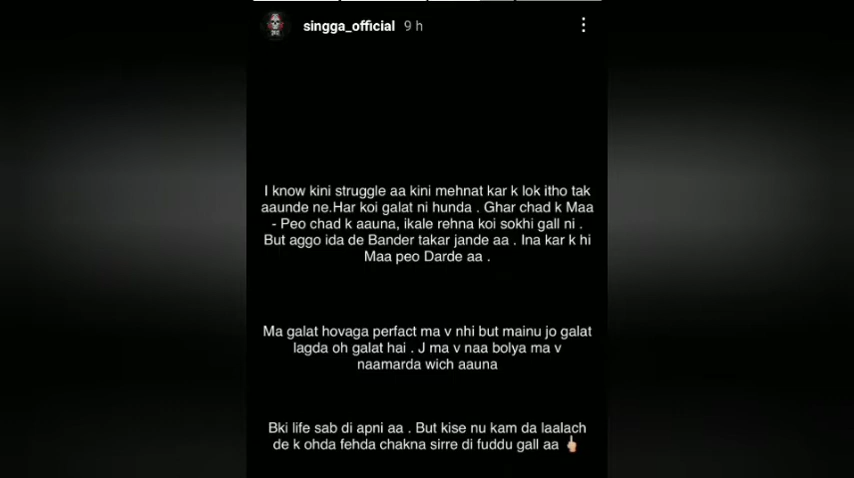 singga_official 9 h
I know kini struggle aa kini mehnat kar k lok itho tak
aaunde ne.Har koi galat ni hunda . Ghar chad k Maa
- Peo chad k aauna, ikale rehna koi sokhi gall ni .
But aggo ida de Bander takar jande aa . Ina kar k hi
Maa peo Darde aa .
Ma galat hovaga perfact ma v nhi but mainu jo galat
lagda oh galat hai . J ma v naa bolya ma v
naamarda wich aauna
Bki life sab di apni aa . But kise nu kam da laalach
de k ohda fehda chakna sirre di fuddu gall aa ☝🏻